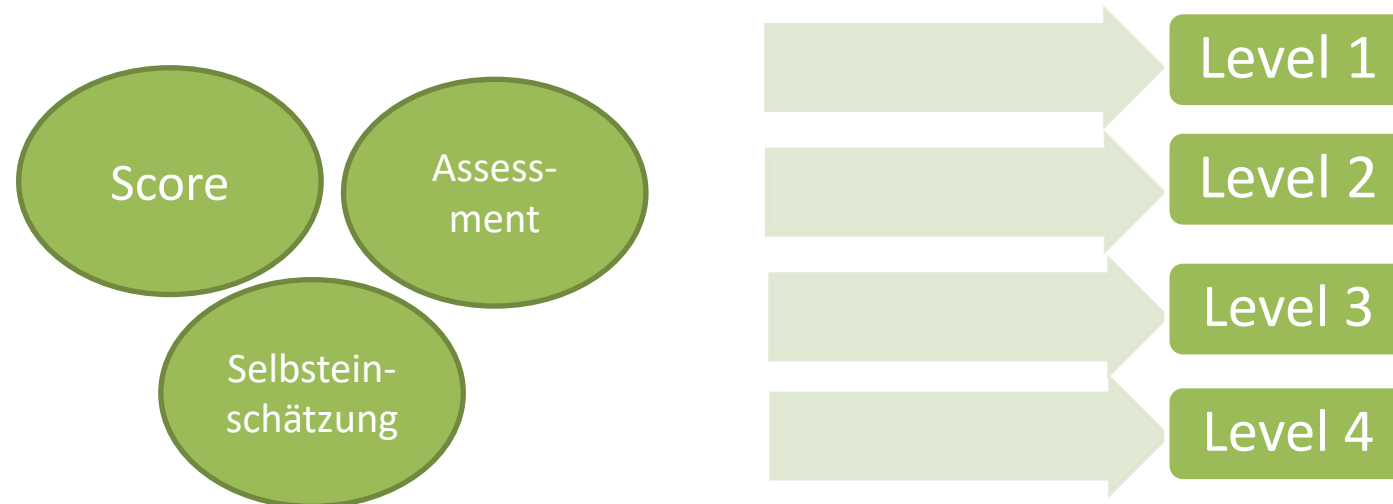 Score
Assess-
ment
Selbstein-
schätzung
Level 1
Level 2
Level 3
Level 4